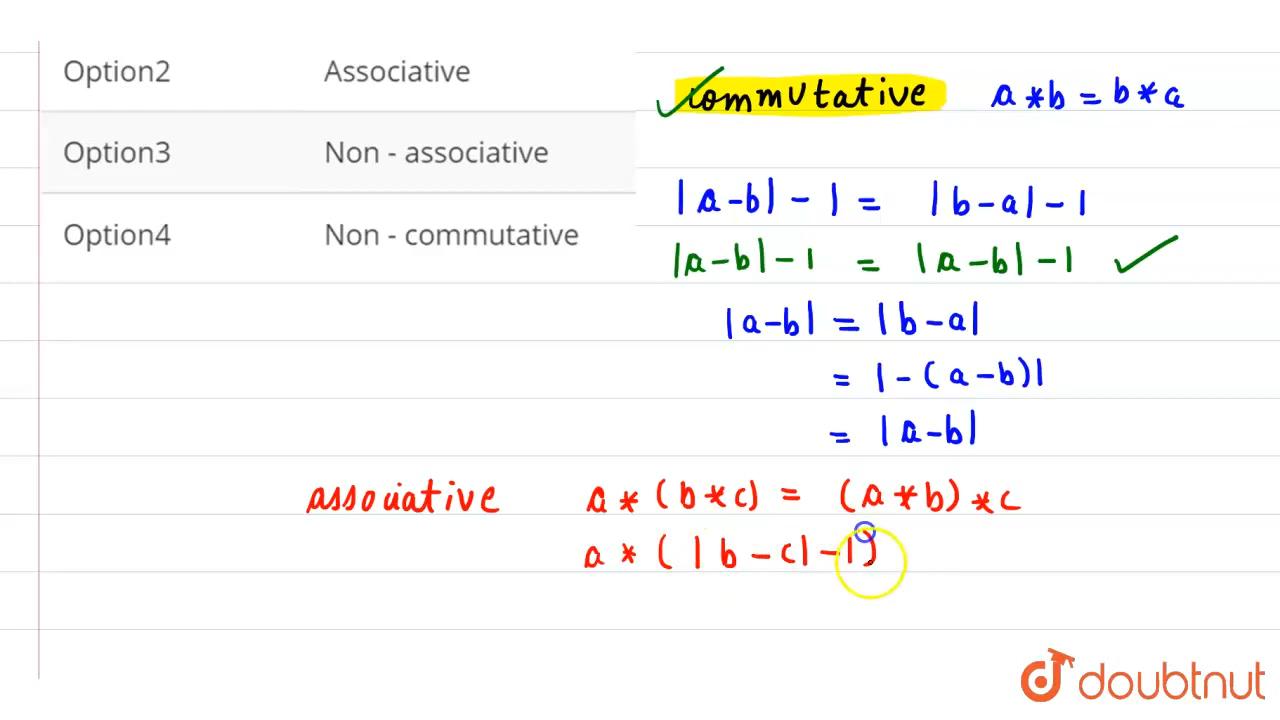 Option2 Associative
Option3 Non - associative
Option4 Non - commutative
commutative a * b = b * a
|a-b| - 1 = |b-a| - 1
|a-b| - 1 = |a-b| - 1 ✓
|a-b| = |b-a|
= |-(a-b)|
= |a-b|
associative a * (b * c) = (a * b) * c
a * (|b-c| - 1)
doubtnut